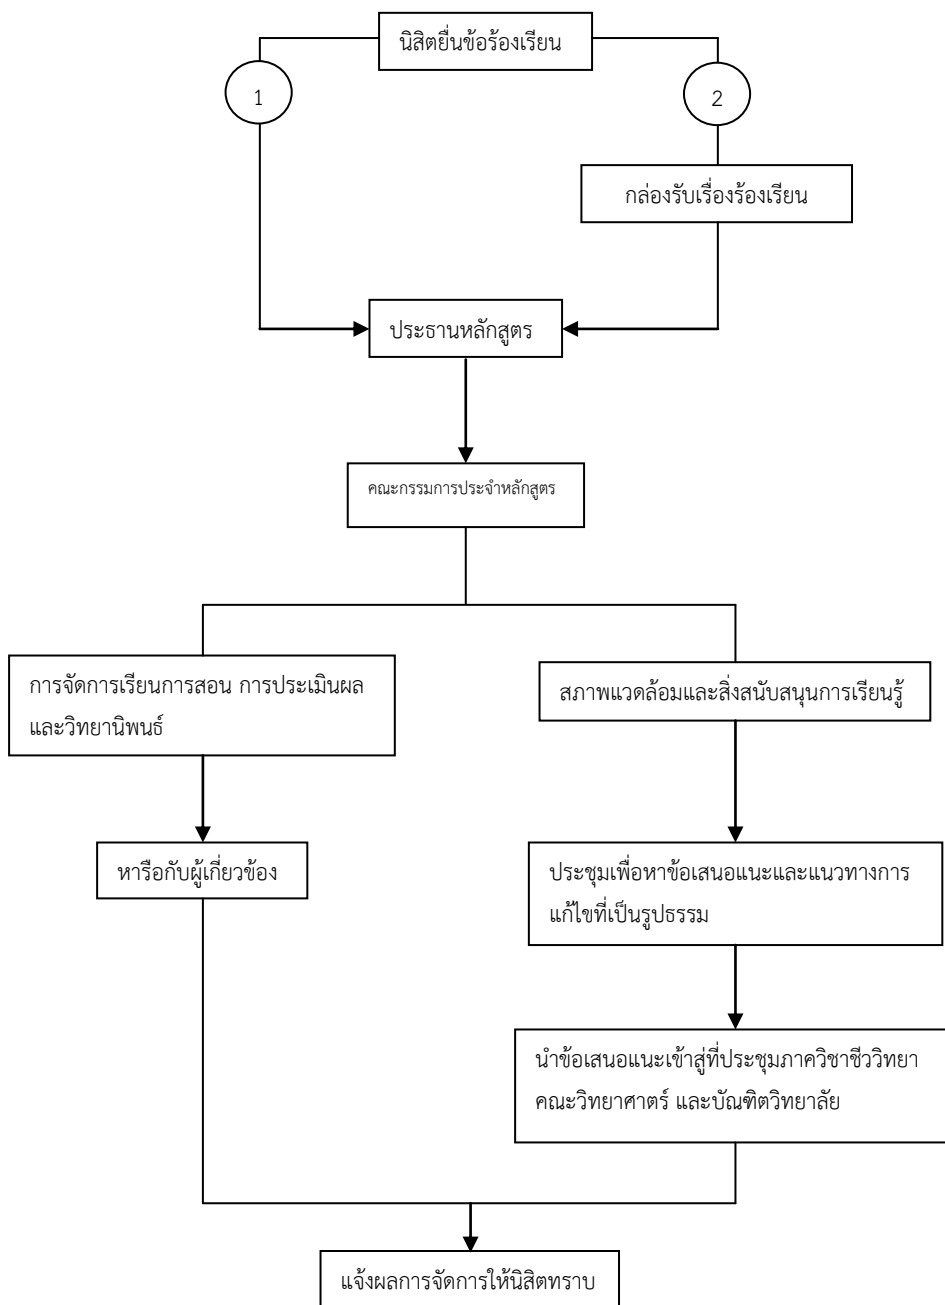 นิสิตยื่นข้อร้องเรียน
1
2
กล่องรับเรื่องร้องเรียน
ประธานหลักสูตร
คณะกรรมการประจำหลักสูตร
การจัดการเรียนการสอน การประเมินผล
และวิทยานิพนธ์
สภาพแวดล้อมและสิ่งสนับสนุนการเรียนรู้
หารือกับผู้เกี่ยวข้อง
ประชุมเพื่อหาข้อเสนอแนะและแนวทางการ
แก้ไขที่เป็นรูปธรรม
นำข้อเสนอแนะเข้าสู่ที่ประชุมภาควิชาชีววิทยา
คณะวิทยาศาตร์ และบัณฑิตวิทยาลัย
แจ้งผลการจัดการให้นิสิตทราบ